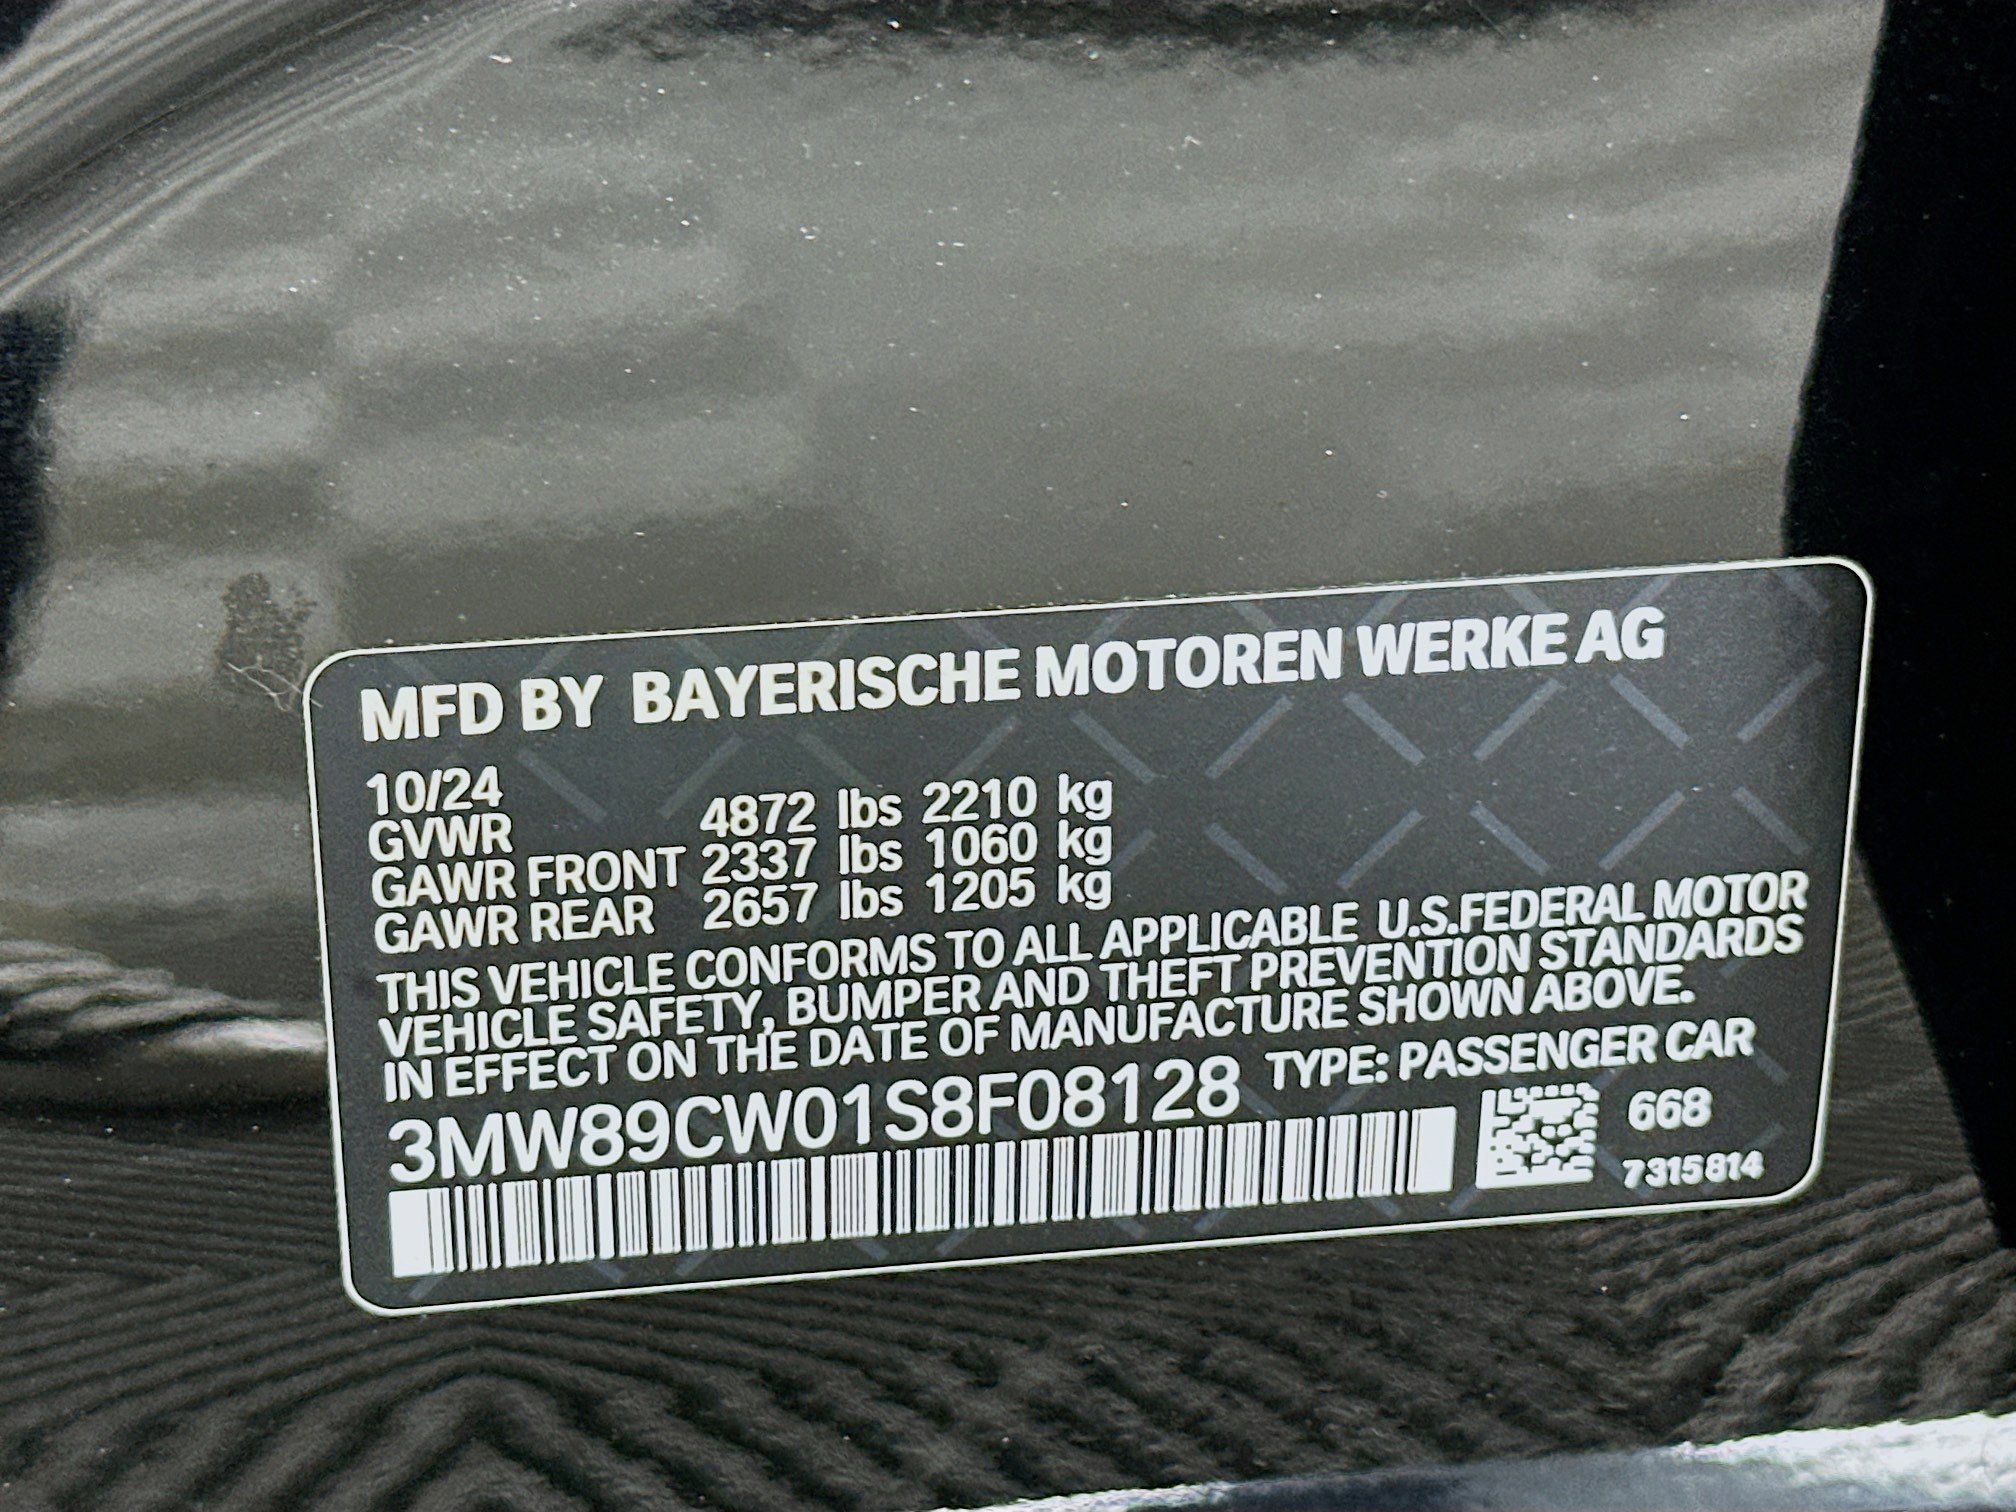 MFD BY BAYERISCHE MOTOREN WERKE AG
10/24
GVWR 4872 lbs 2210 kg
GAWR FRONT 2337 lbs 1060 kg
GAWR REAR 2657 lbs 1205 kg
THIS VEHICLE CONFORMS TO ALL APPLICABLE U.S.FEDERAL MOTOR
VEHICLE SAFETY, BUMPER AND THEFT PREVENTION STANDARDS
IN EFFECT ON THE DATE OF MANUFACTURE SHOWN ABOVE.
3MW89CW01S8F08128 TYPE: PASSENGER CAR
668
7315814